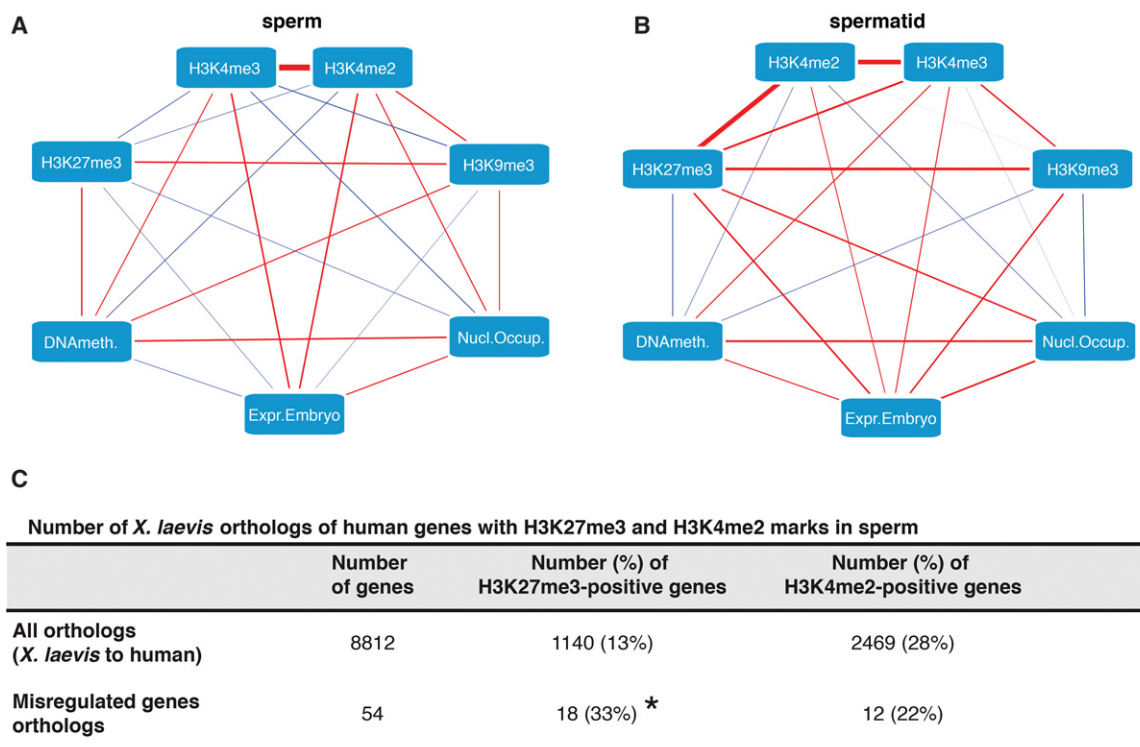 A
sperm
H3K4me3
H3K4me2
H3K27me3
H3K9me3
DNAmeth.
Nucl.Occup.
Expr.Embryo
B
spermatid
H3K4me2
H3K4me3
H3K27me3
H3K9me3
DNAmeth.
Nucl.Occup.
Expr.Embryo
C
Number of X. laevis orthologs of human genes with H3K27me3 and H3K4me2 marks in sperm
Number of genes
Number (%) of H3K27me3-positive genes
Number (%) of H3K4me2-positive genes
All orthologs (X. laevis to human)
8812
1140 (13%)
2469 (28%)
Misregulated genes orthologs
54
18 (33%) *
12 (22%)